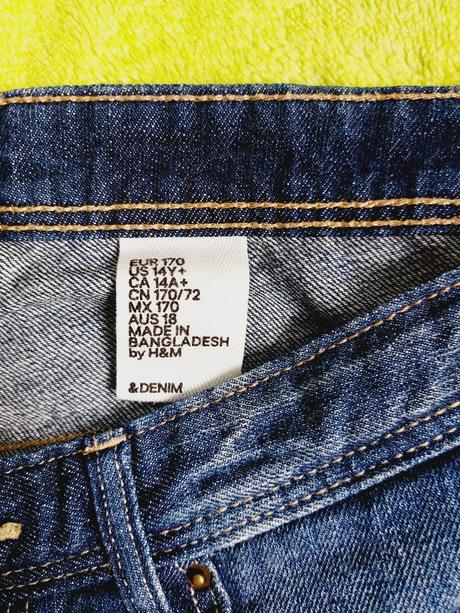 EUR 170
US 14Y+
CA 14A+
CN 170/72
MX 170
AUS 18
MADE IN
BANGLADESH
by H&M
&DENIM